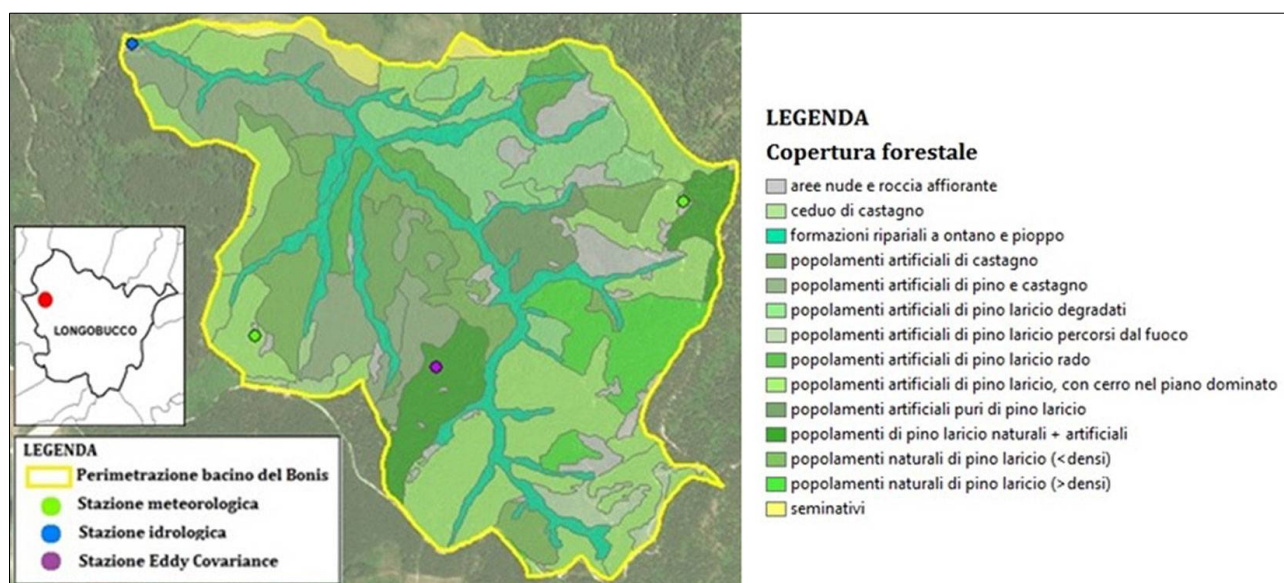 LONGOBUCCO
LEGENDA
Perimetrazione bacino del Bonis
Stazione meteorologica
Stazione idrologica
Stazione Eddy Covariance
LEGENDA
Copertura forestale
aree nude e roccia affiorante
ceduo di castagno
formazioni ripariali a ontano e pioppo
popolamenti artificiali di castagno
popolamenti artificiali di pino e castagno
popolamenti artificiali di pino laricio degradati
popolamenti artificiali di pino laricio percorsi dal fuoco
popolamenti artificiali di pino laricio rado
popolamenti artificiali di pino laricio, con cerro nel piano dominato
popolamenti artificiali puri di pino laricio
popolamenti di pino laricio naturali + artificiali
popolamenti naturali di pino laricio (<densi)
popolamenti naturali di pino laricio (>densi)
seminativi